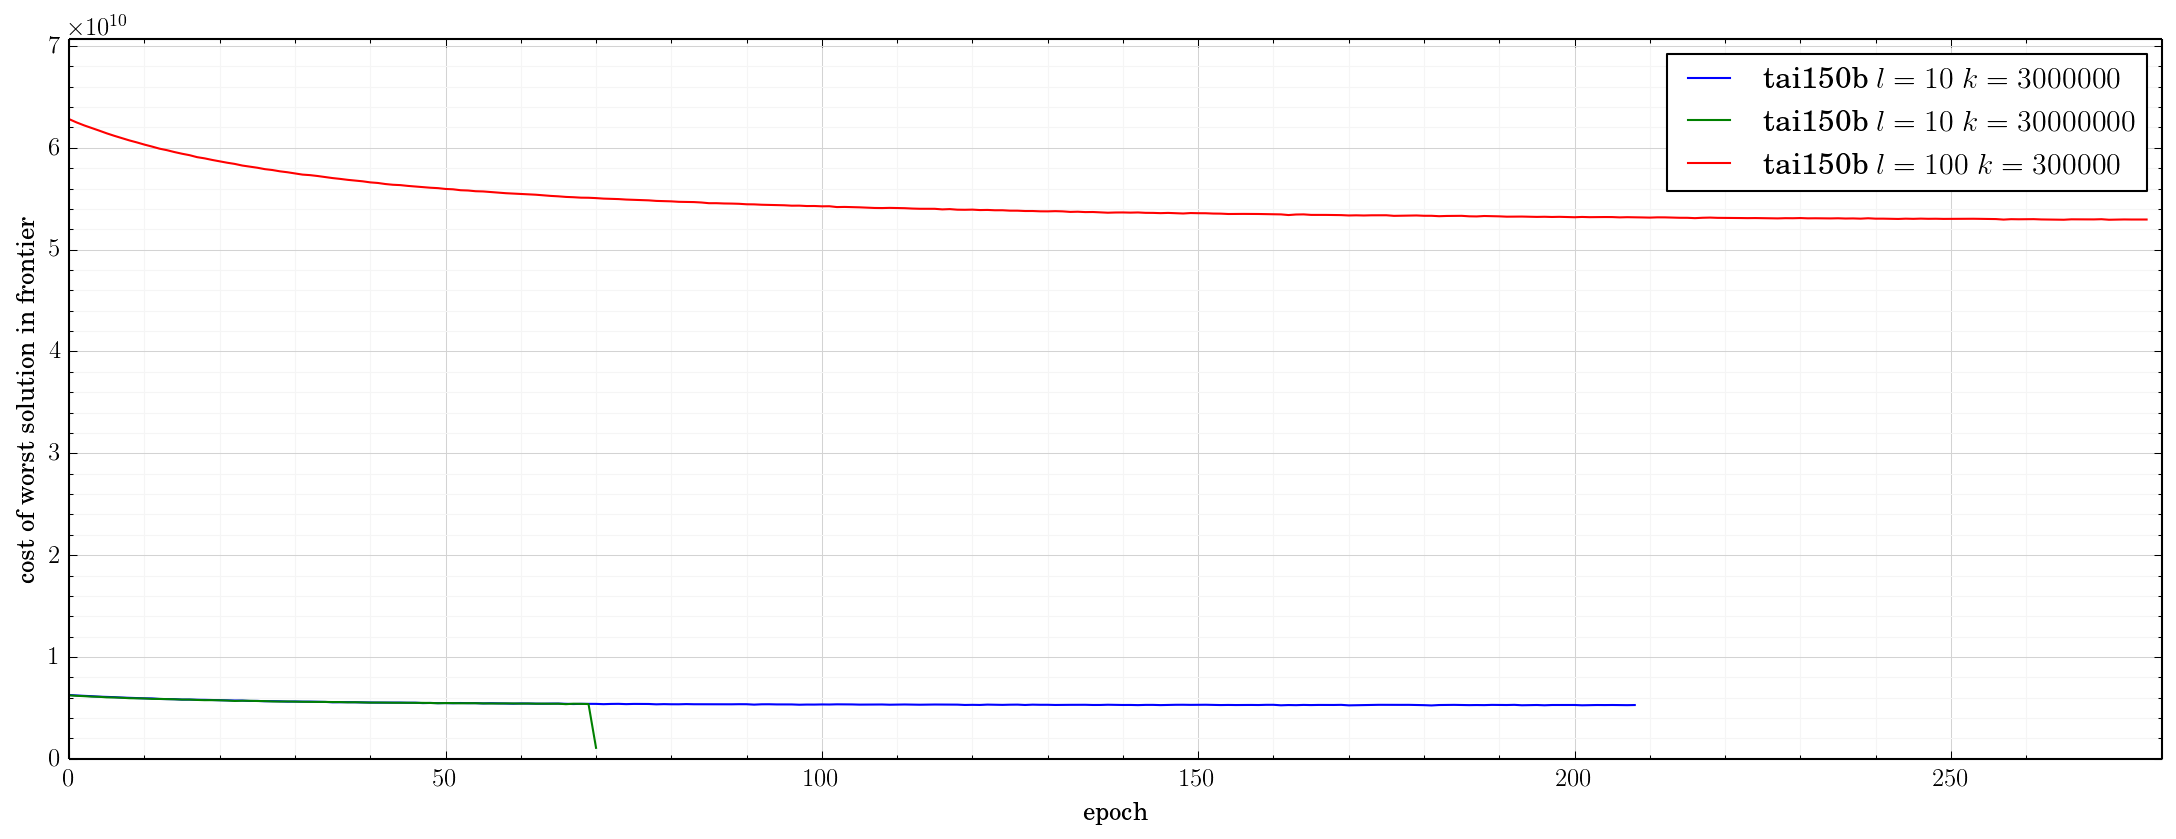 ×10^10
7
6
5
4
3
2
1
0
cost of worst solution in frontier
tai150b l = 10 k = 3000000
tai150b l = 10 k = 30000000
tai150b l = 100 k = 300000
0 50 100 150 200 250
epoch